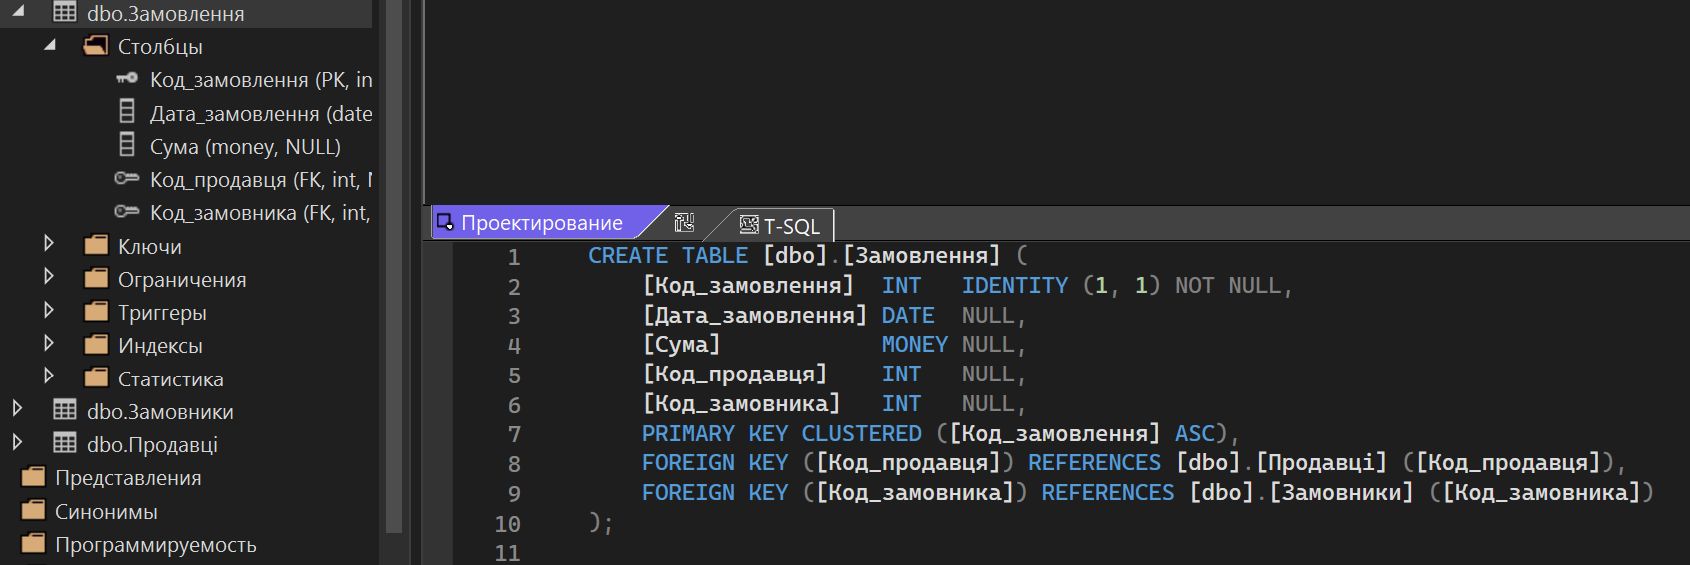 dbo.Замовлення
Столбцы
Код_замовлення (PK, in
Дата_замовлення (date
Сума (money, NULL)
Код_продавця (FK, int, N
Код_замовника (FK, int,
Ключи
Ограничения
Триггеры
Индексы
Статистика
dbo.Замовники
dbo.Продавці
Представления
Синонимы
Программируемость
Проектирование
T-SQL
1 CREATE TABLE [dbo].[Замовлення] (
2 [Код_замовлення] INT IDENTITY (1, 1) NOT NULL,
3 [Дата_замовлення] DATE NULL,
4 [Сума] MONEY NULL,
5 [Код_продавця] INT NULL,
6 [Код_замовника] INT NULL,
7 PRIMARY KEY CLUSTERED ([Код_замовлення] ASC),
8 FOREIGN KEY ([Код_продавця]) REFERENCES [dbo].[Продавці] ([Код_продавця]),
9 FOREIGN KEY ([Код_замовника]) REFERENCES [dbo].[Замовники] ([Код_замовника])
10 );
11